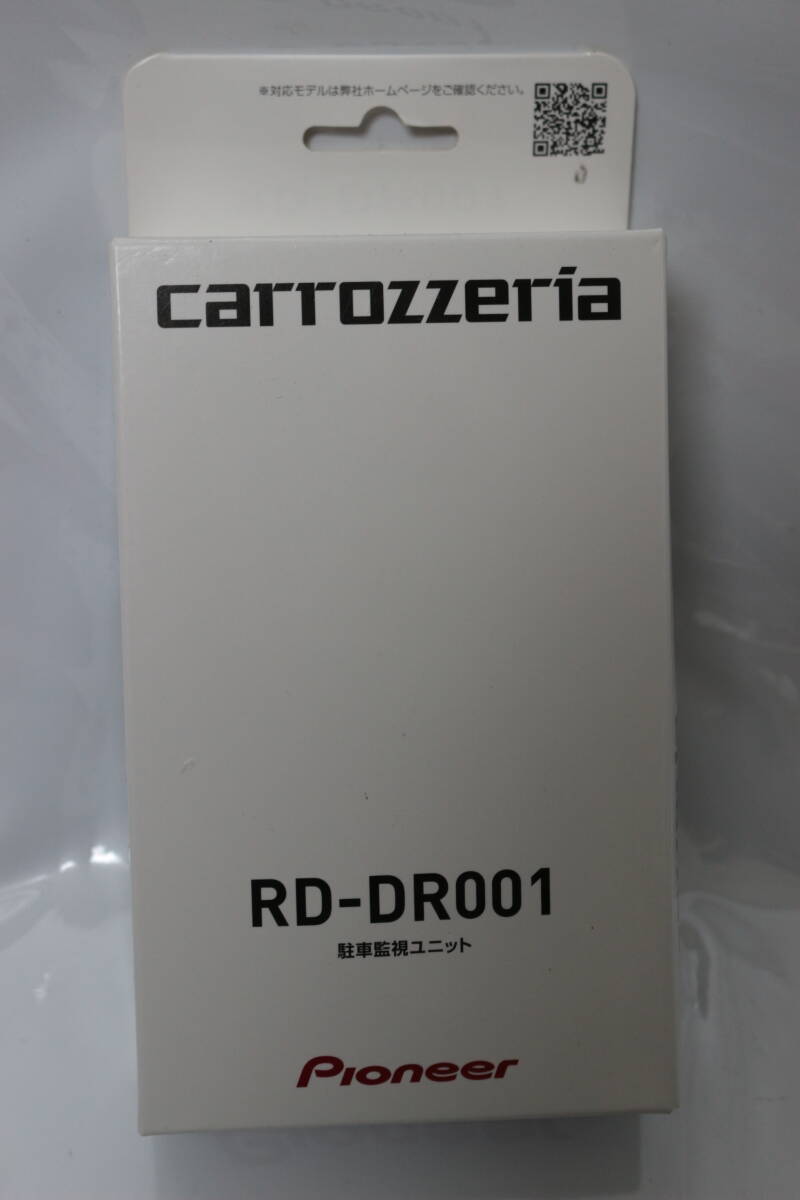 ※対応モデルは弊社ホームページをご確認ください。
carrozzeria
RD-DR001
駐車監視ユニット
Pioneer